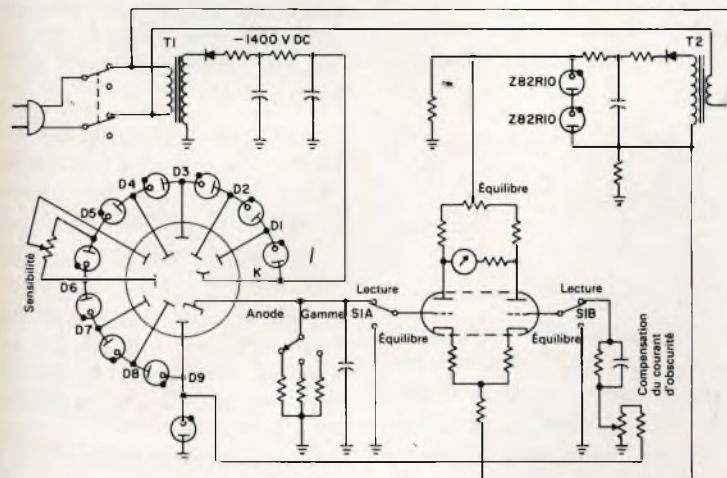 T1
−1400 V DC
T2
Z82R10
Z82R10
D3
D4
D2
D5
D1
Équilibre
Sensibilité
K
D6
Lecture
Lecture
Anode
Gamme
S1A
S1B
D7
Équilibre
Équilibre
D8
D9
Compensation
du courant
d'obscurité